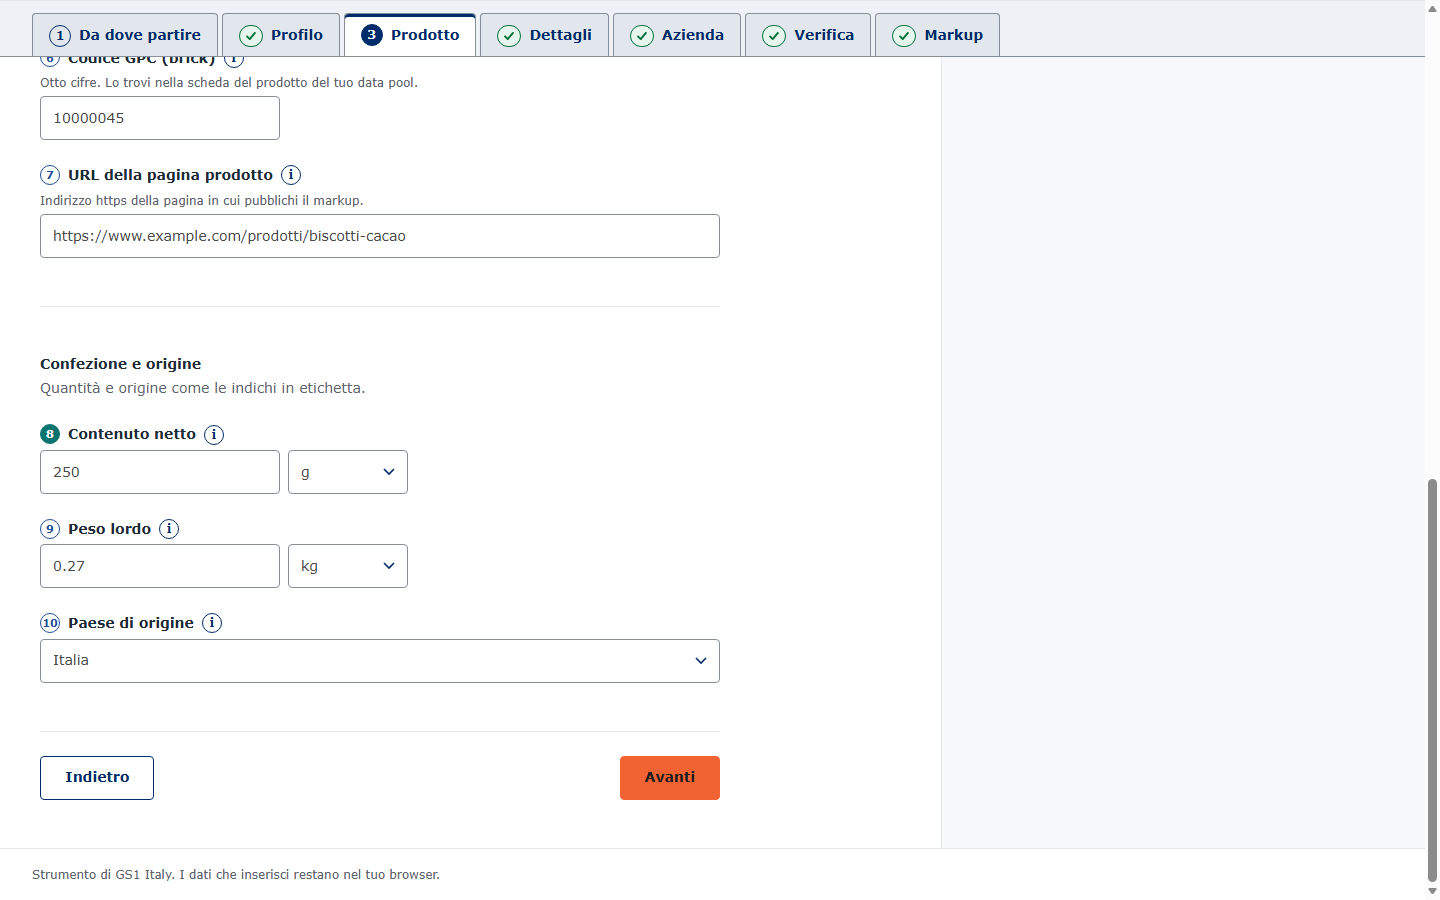 1 Da dove partire
Profilo
3 Prodotto
Dettagli
Azienda
Verifica
Markup
6 Codice GPC (brick) i
Otto cifre. Lo trovi nella scheda del prodotto del tuo data pool.
10000045
7 URL della pagina prodotto i
Indirizzo https della pagina in cui pubblichi il markup.
https://www.example.com/prodotti/biscotti-cacao
Confezione e origine
Quantità e origine come le indichi in etichetta.
8 Contenuto netto i
250 g
9 Peso lordo i
0.27 kg
10 Paese di origine i
Italia
Indietro
Avanti
Strumento di GS1 Italy. I dati che inserisci restano nel tuo browser.